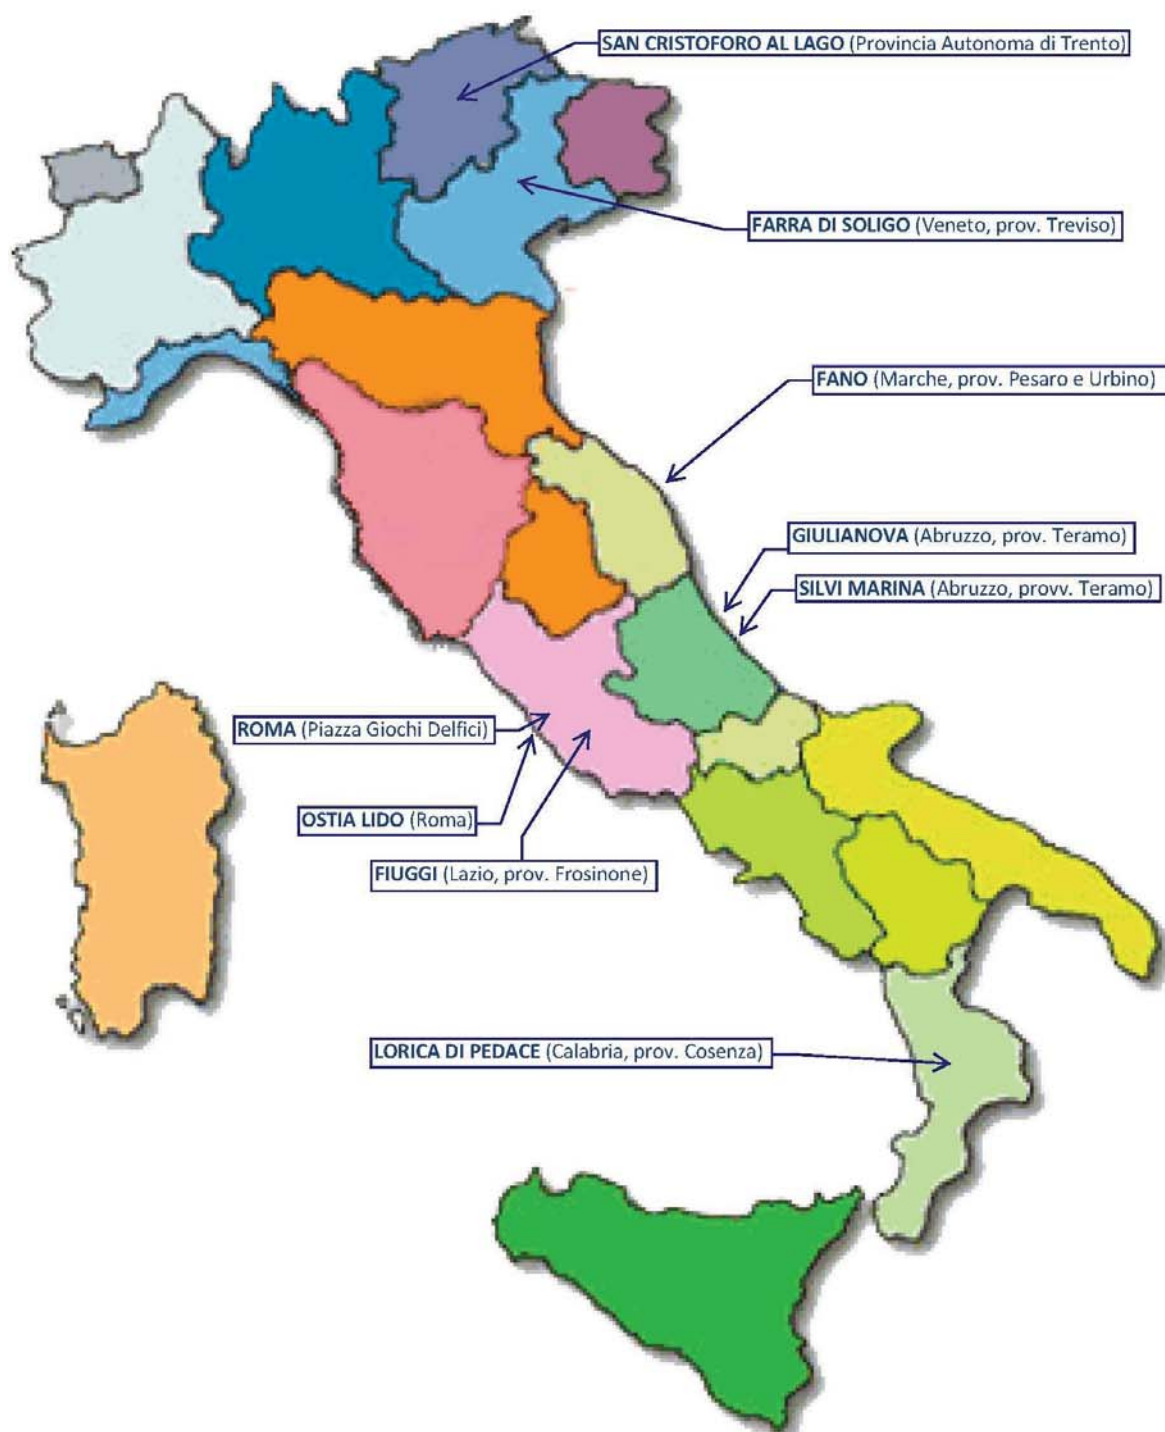 SAN CRISTOFORO AL LAGO (Provincia Autonoma di Trento)
FARRA DI SOLIGO (Veneto, prov. Treviso)
FANO (Marche, prov. Pesaro e Urbino)
GIULIANOVA (Abruzzo, prov. Teramo)
SILVI MARINA (Abruzzo, provv. Teramo)
ROMA (Piazza Giochi Delfici)
OSTIA LIDO (Roma)
FIUGGI (Lazio, prov. Frosinone)
LORICA DI PEDACE (Calabria, prov. Cosenza)